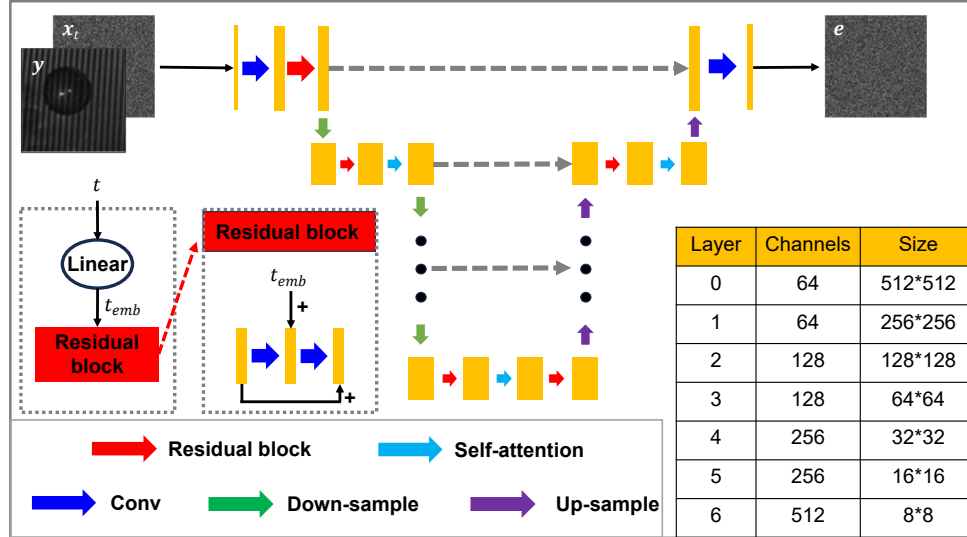 x_t
y
e
t
Linear
t_emb
Residual block
Residual block
t_emb
+
+
Residual block
Self-attention
Conv
Down-sample
Up-sample
Layer Channels Size
0 64 512*512
1 64 256*256
2 128 128*128
3 128 64*64
4 256 32*32
5 256 16*16
6 512 8*8